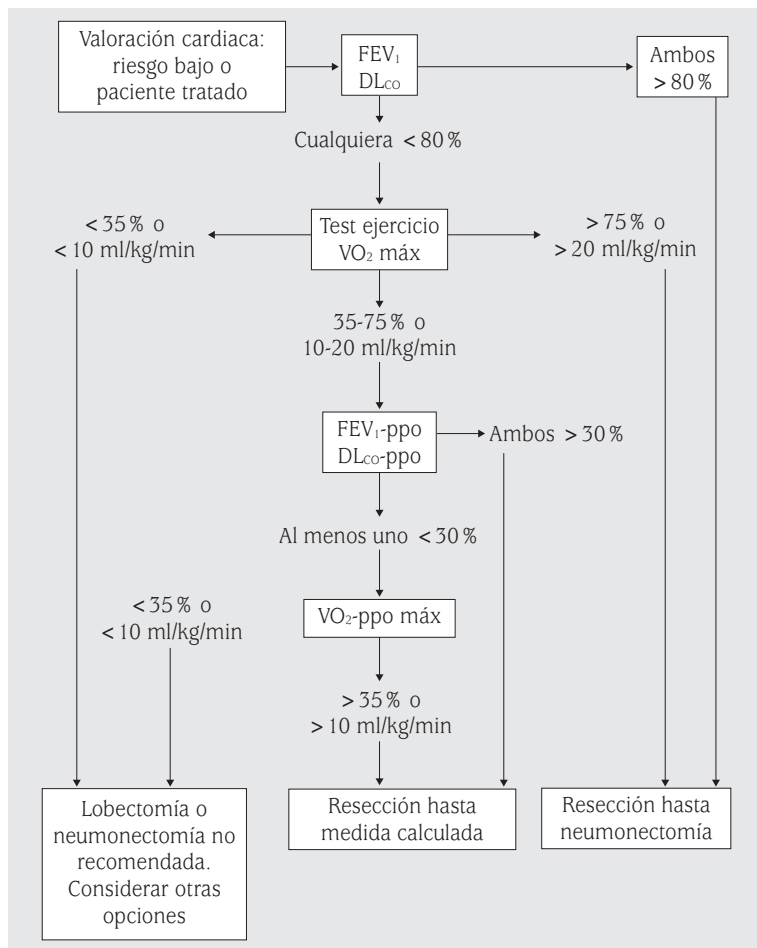 Valoración cardiaca:
riesgo bajo o
paciente tratado
FEV₁
DLCO
Ambos
> 80 %
Cualquiera < 80 %
< 35 % o
< 10 ml/kg/min
Test ejercicio
VO₂ máx
> 75 % o
> 20 ml/kg/min
35-75 % o
10-20 ml/kg/min
FEV₁-ppo
DLCO-ppo
Ambos > 30 %
Al menos uno < 30 %
< 35 % o
< 10 ml/kg/min
VO₂-ppo máx
> 35 % o
> 10 ml/kg/min
Lobectomía o
neumonectomía no
recomendada.
Considerar otras
opciones
Resección hasta
medida calculada
Resección hasta
neumonectomía